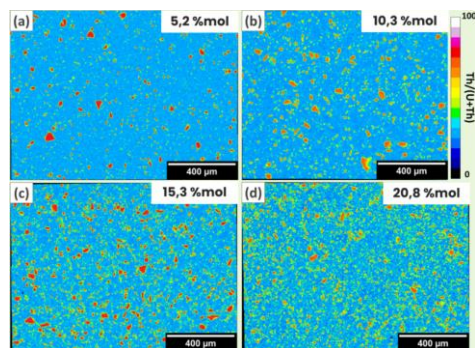 (a) 5,2 %mol
400 µm
(b) 10,3 %mol
400 µm
(c) 15,3 %mol
400 µm
(d) 20,8 %mol
400 µm
100
Th/(U+Th)
0